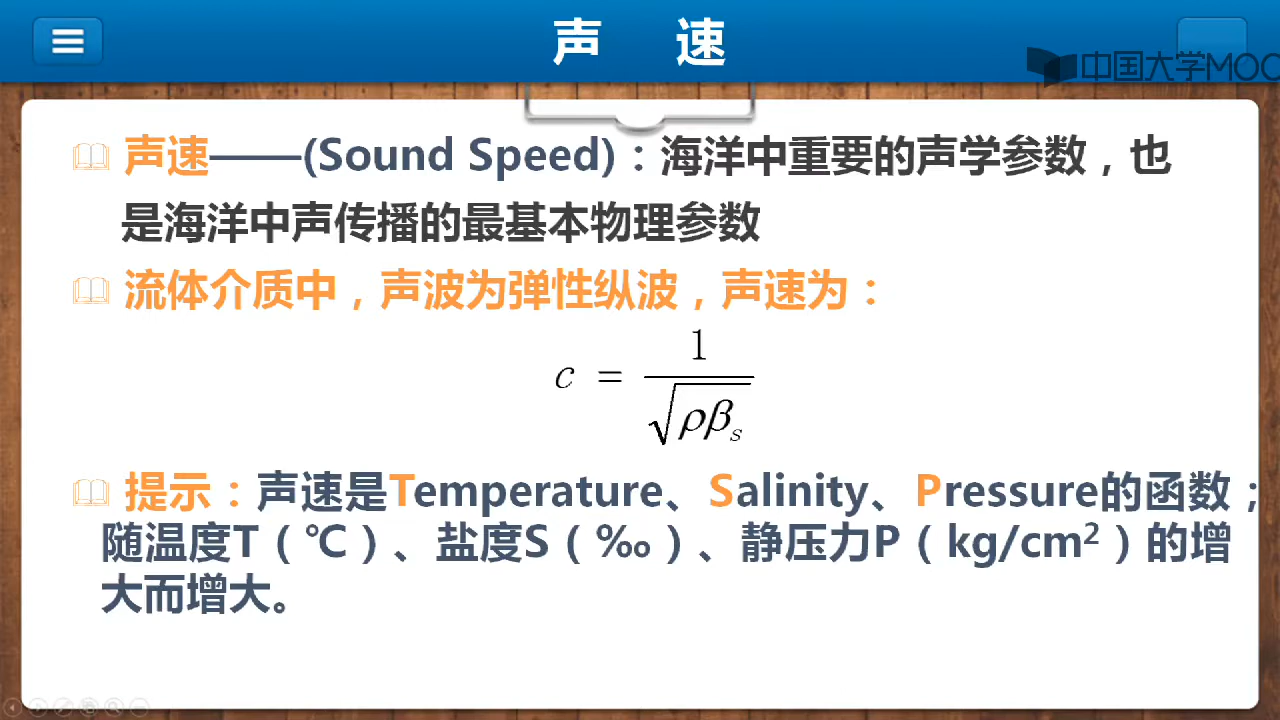 声 速
中国大学MOO
声速——(Sound Speed)：海洋中重要的声学参数，也
是海洋中声传播的最基本物理参数
流体介质中，声波为弹性纵波，声速为：
c = 1 / √ρβs
提示：声速是Temperature、Salinity、Pressure的函数；
随温度T（℃）、盐度S（‰）、静压力P（kg/cm²）的增
大而增大。